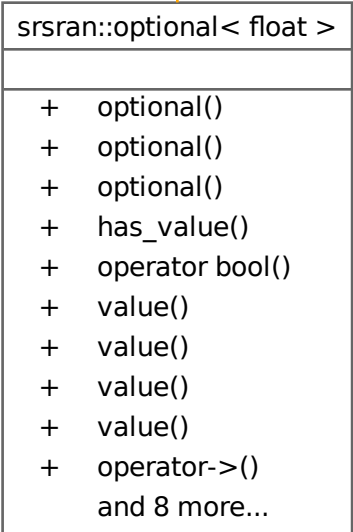 srsran::optional< float >
+ optional()
+ optional()
+ optional()
+ has_value()
+ operator bool()
+ value()
+ value()
+ value()
+ value()
+ operator->()
and 8 more...